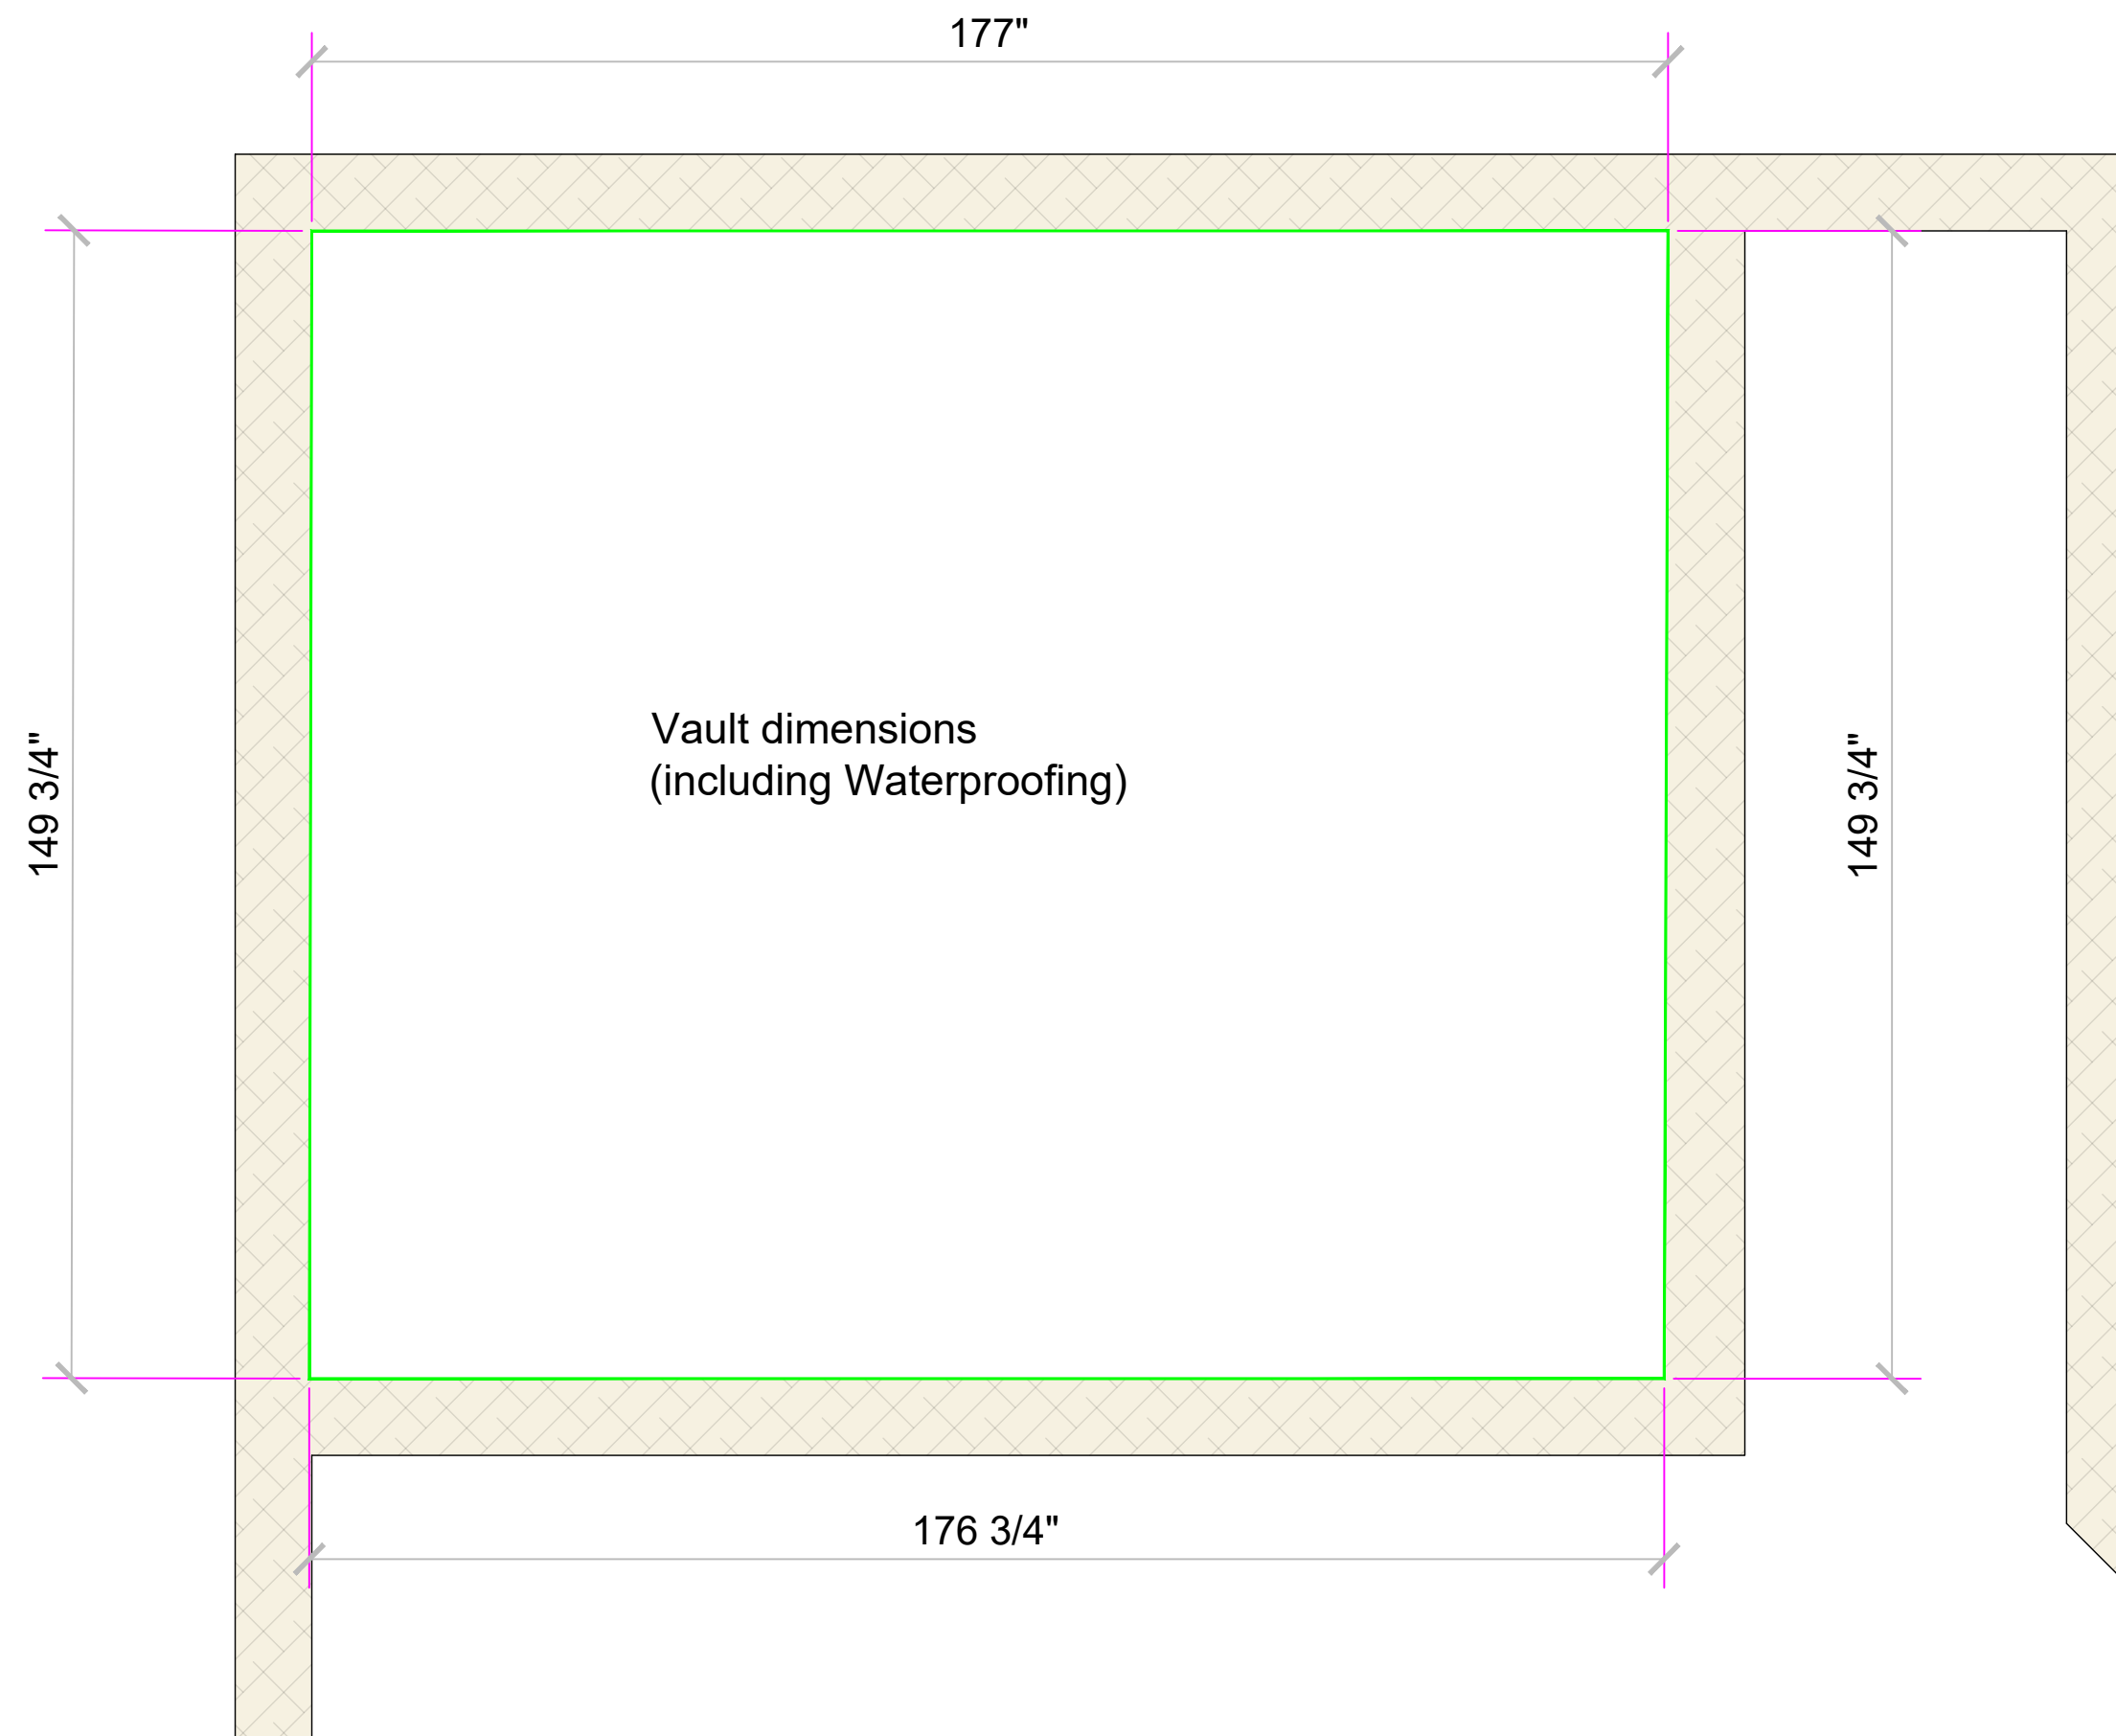 177"
149 3/4"
Vault dimensions
(including Waterproofing)
149 3/4"
176 3/4"